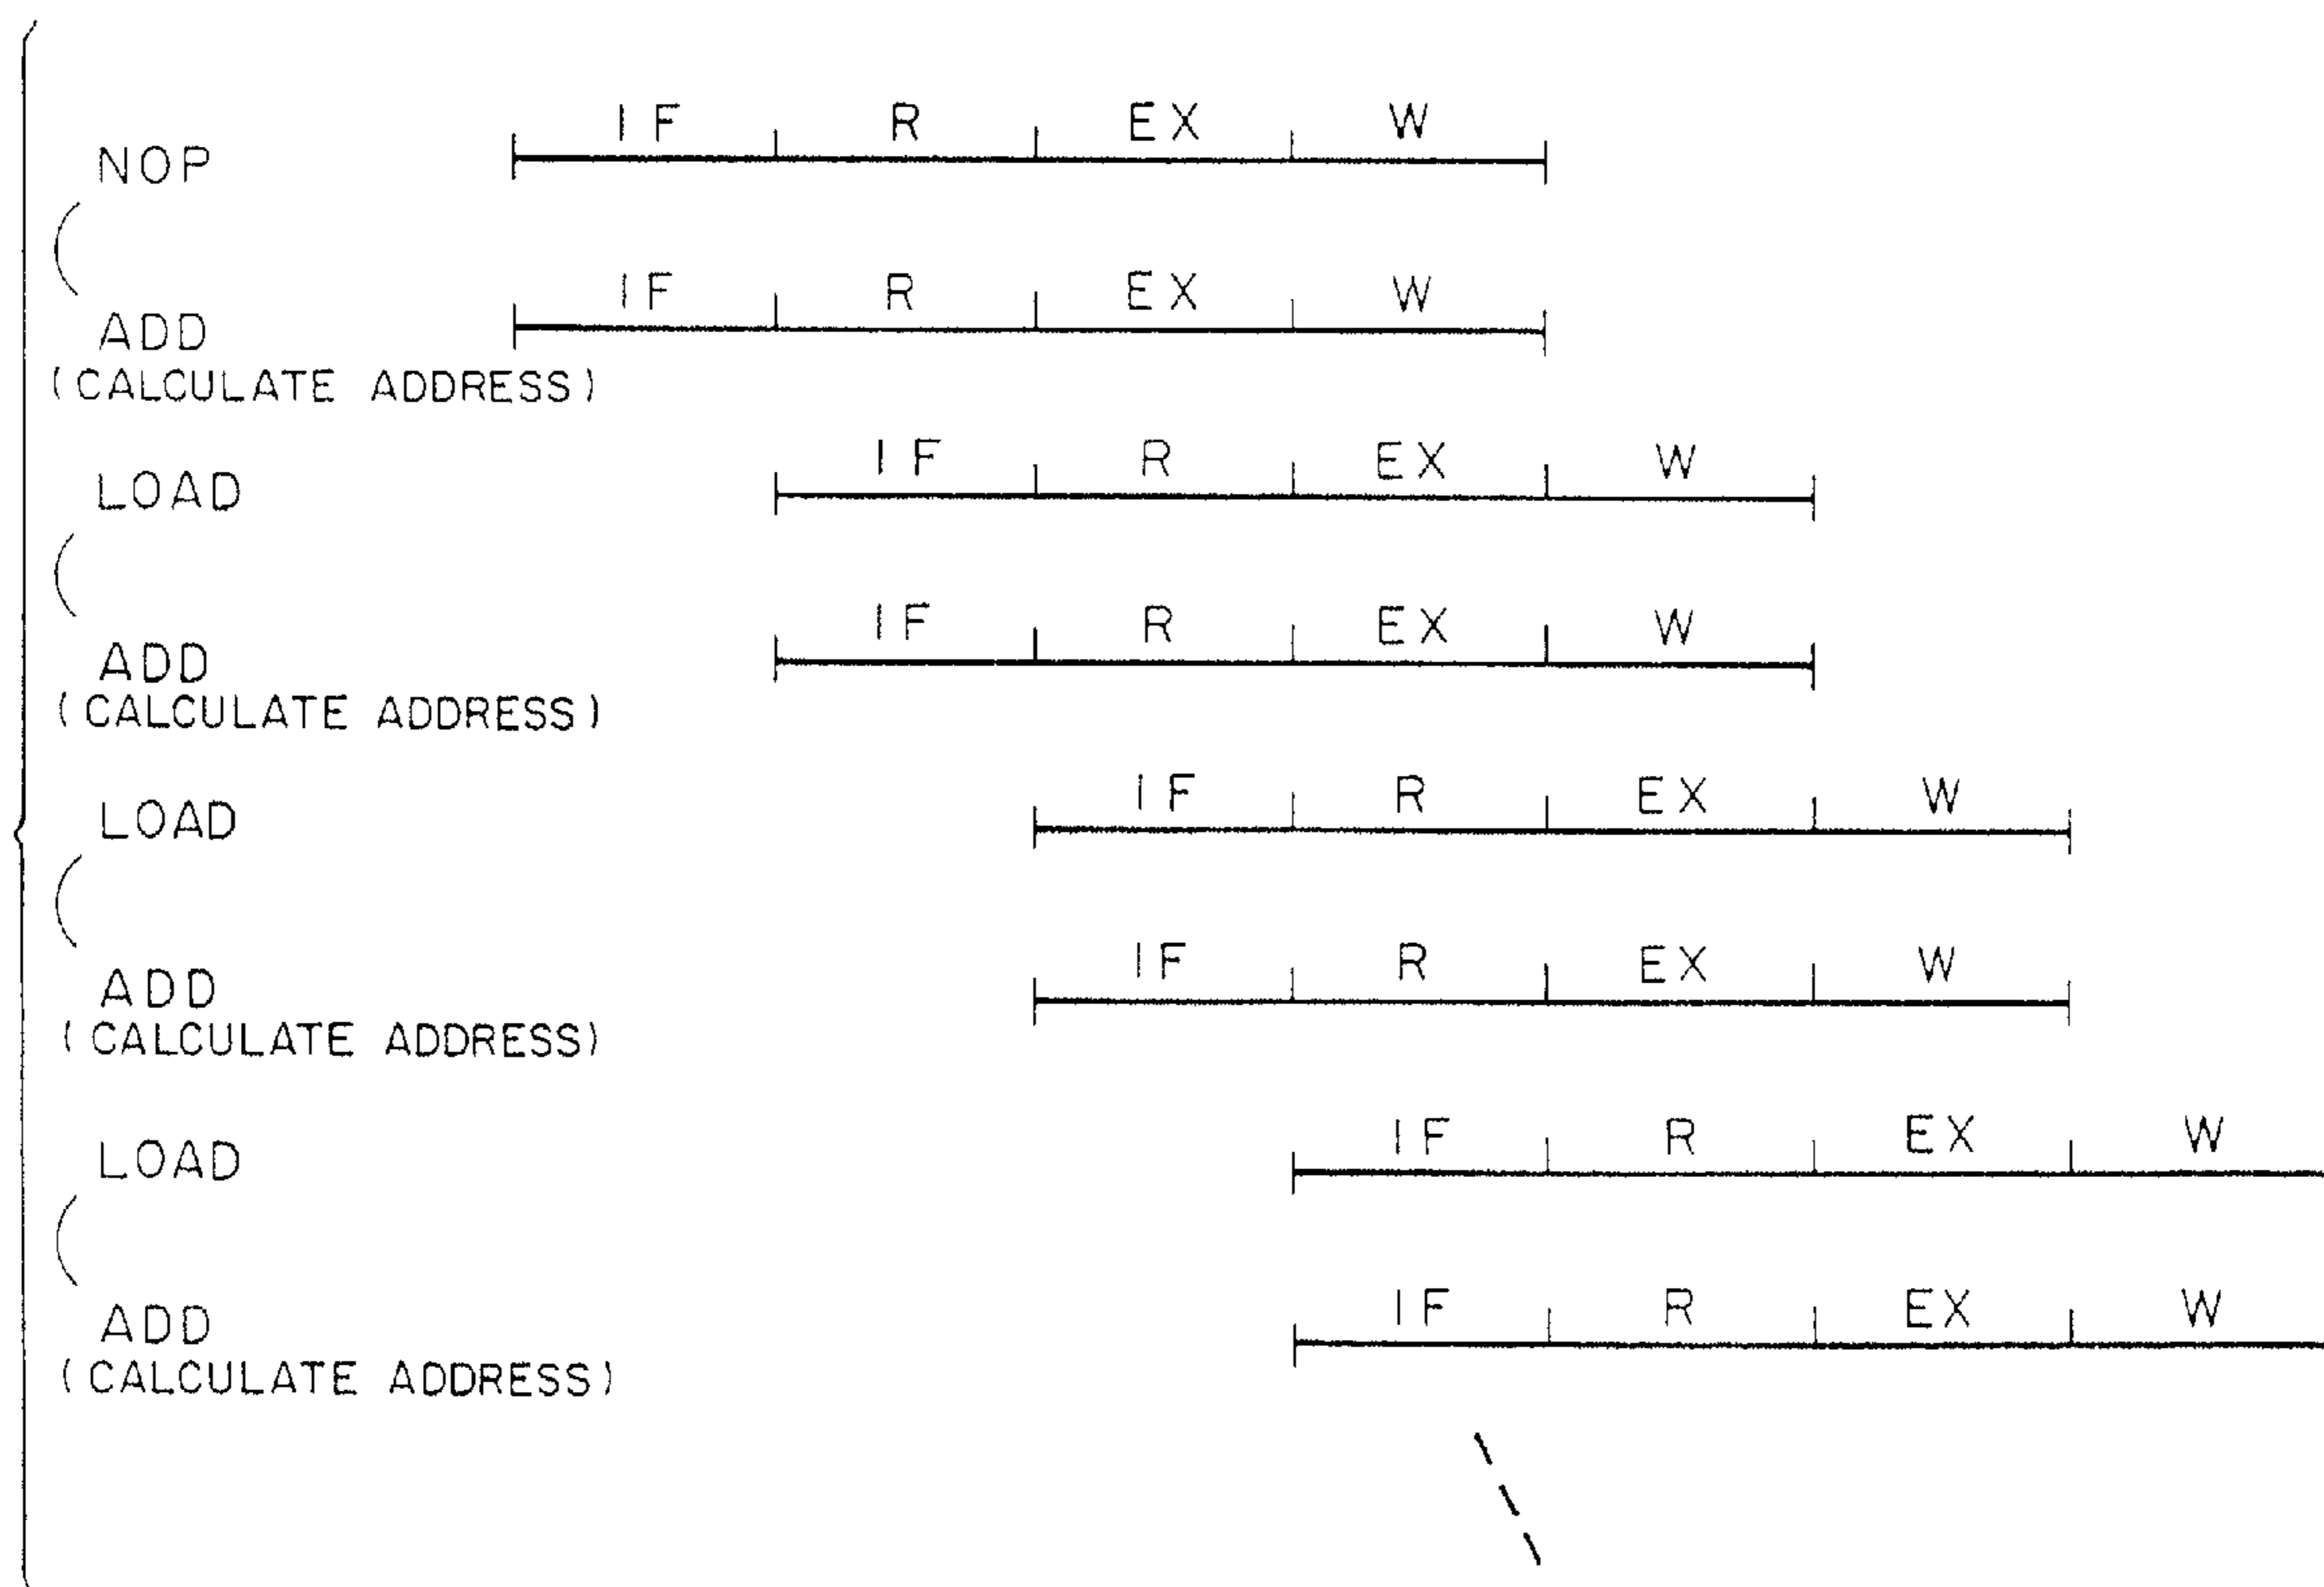 IF R EX W
NOP
IF R EX W
ADD
(CALCULATE ADDRESS)
IF R EX W
LOAD
IF R EX W
ADD
(CALCULATE ADDRESS)
IF R EX W
LOAD
IF R EX W
ADD
(CALCULATE ADDRESS)
IF R EX W
LOAD
IF R EX W
ADD
(CALCULATE ADDRESS)